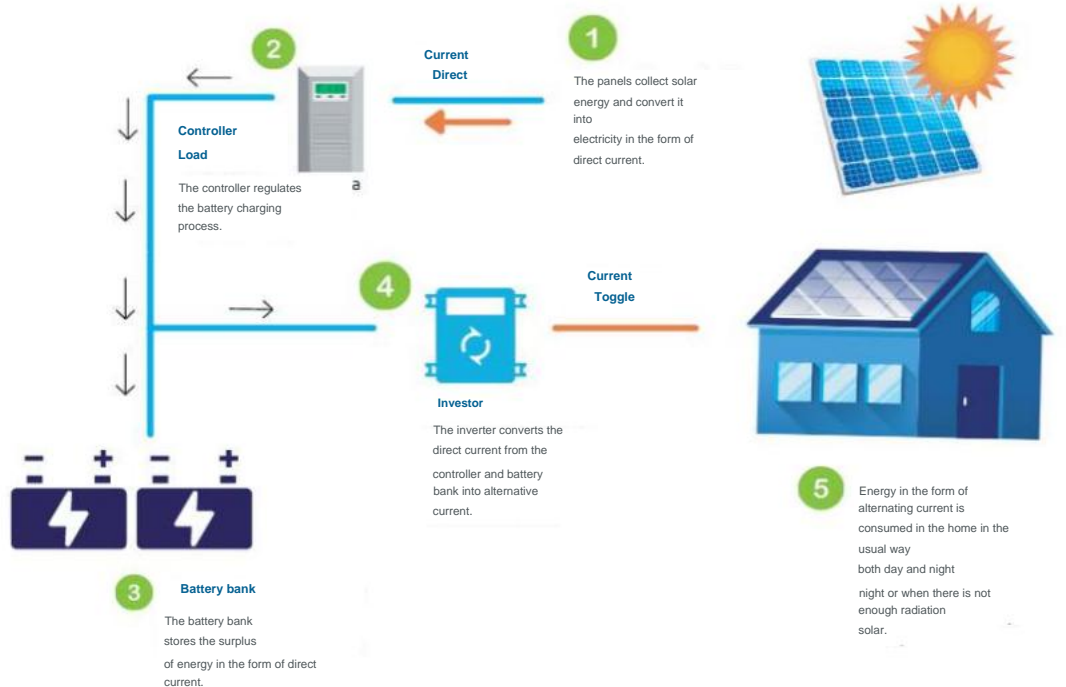 1
The panels collect solar
energy and convert it
into
electricity in the form of
direct current.
Current
Direct
2
Controller
Load
The controller regulates
the battery charging
process.
a
3
Battery bank
The battery bank
stores the surplus
of energy in the form of direct
current.
- + - +
4
Investor
The inverter converts the
direct current from the
controller and battery
bank into alternative
current.
Current
Toggle
5
Energy in the form of
alternating current is
consumed in the home in the
usual way
both day and night
night or when there is not
enough radiation
solar.